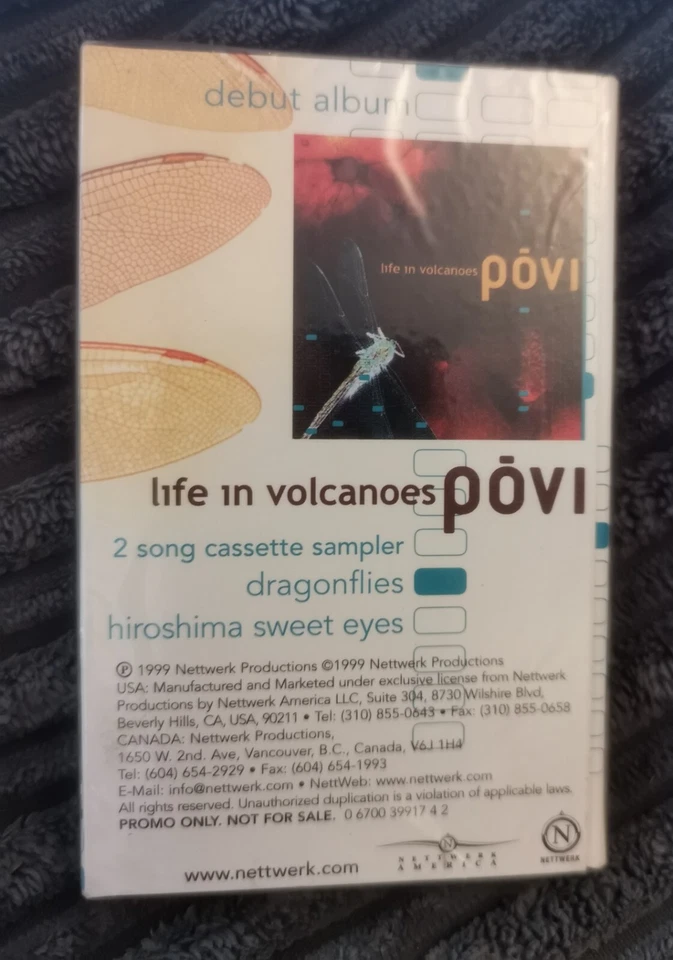 debut album
life in volcanoes pōvi
life in volcanoes pōvi
2 song cassette sampler
dragonflies
hiroshima sweet eyes
℗ 1999 Nettwerk Productions ©1999 Nettwerk Productions
USA: Manufactured and Marketed under exclusive license from Nettwerk
Productions by Nettwerk America LLC, Suite 304, 8730 Wilshire Blvd,
Beverly Hills, CA, USA, 90211 • Tel: (310) 855-0643 • Fax: (310) 855-0658
CANADA: Nettwerk Productions,
1650 W. 2nd. Ave, Vancouver, B.C., Canada, V6J 1H4
Tel: (604) 654-2929 • Fax: (604) 654-1993
E-Mail: info@nettwerk.com • NettWeb: www.nettwerk.com
All rights reserved. Unauthorized duplication is a violation of applicable laws.
PROMO ONLY. NOT FOR SALE. 0 6700 39917 4 2
www.nettwerk.com
N
NETTWERK
AMERICA
N
NETTWERK